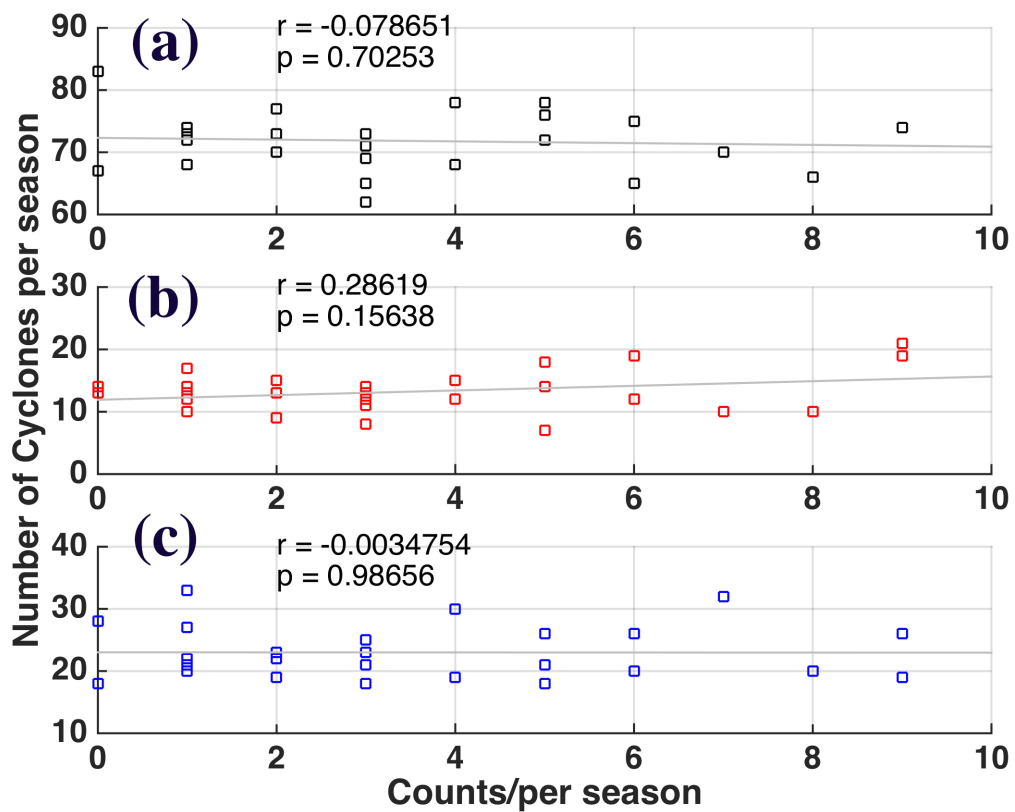 Number of Cyclones per season
(a)
r = -0.078651
p = 0.70253
90
80
70
60
0 2 4 6 8 10
(b)
r = 0.28619
p = 0.15638
30
20
10
0
0 2 4 6 8 10
(c)
r = -0.0034754
p = 0.98656
40
30
20
10
0 2 4 6 8 10
Counts/per season